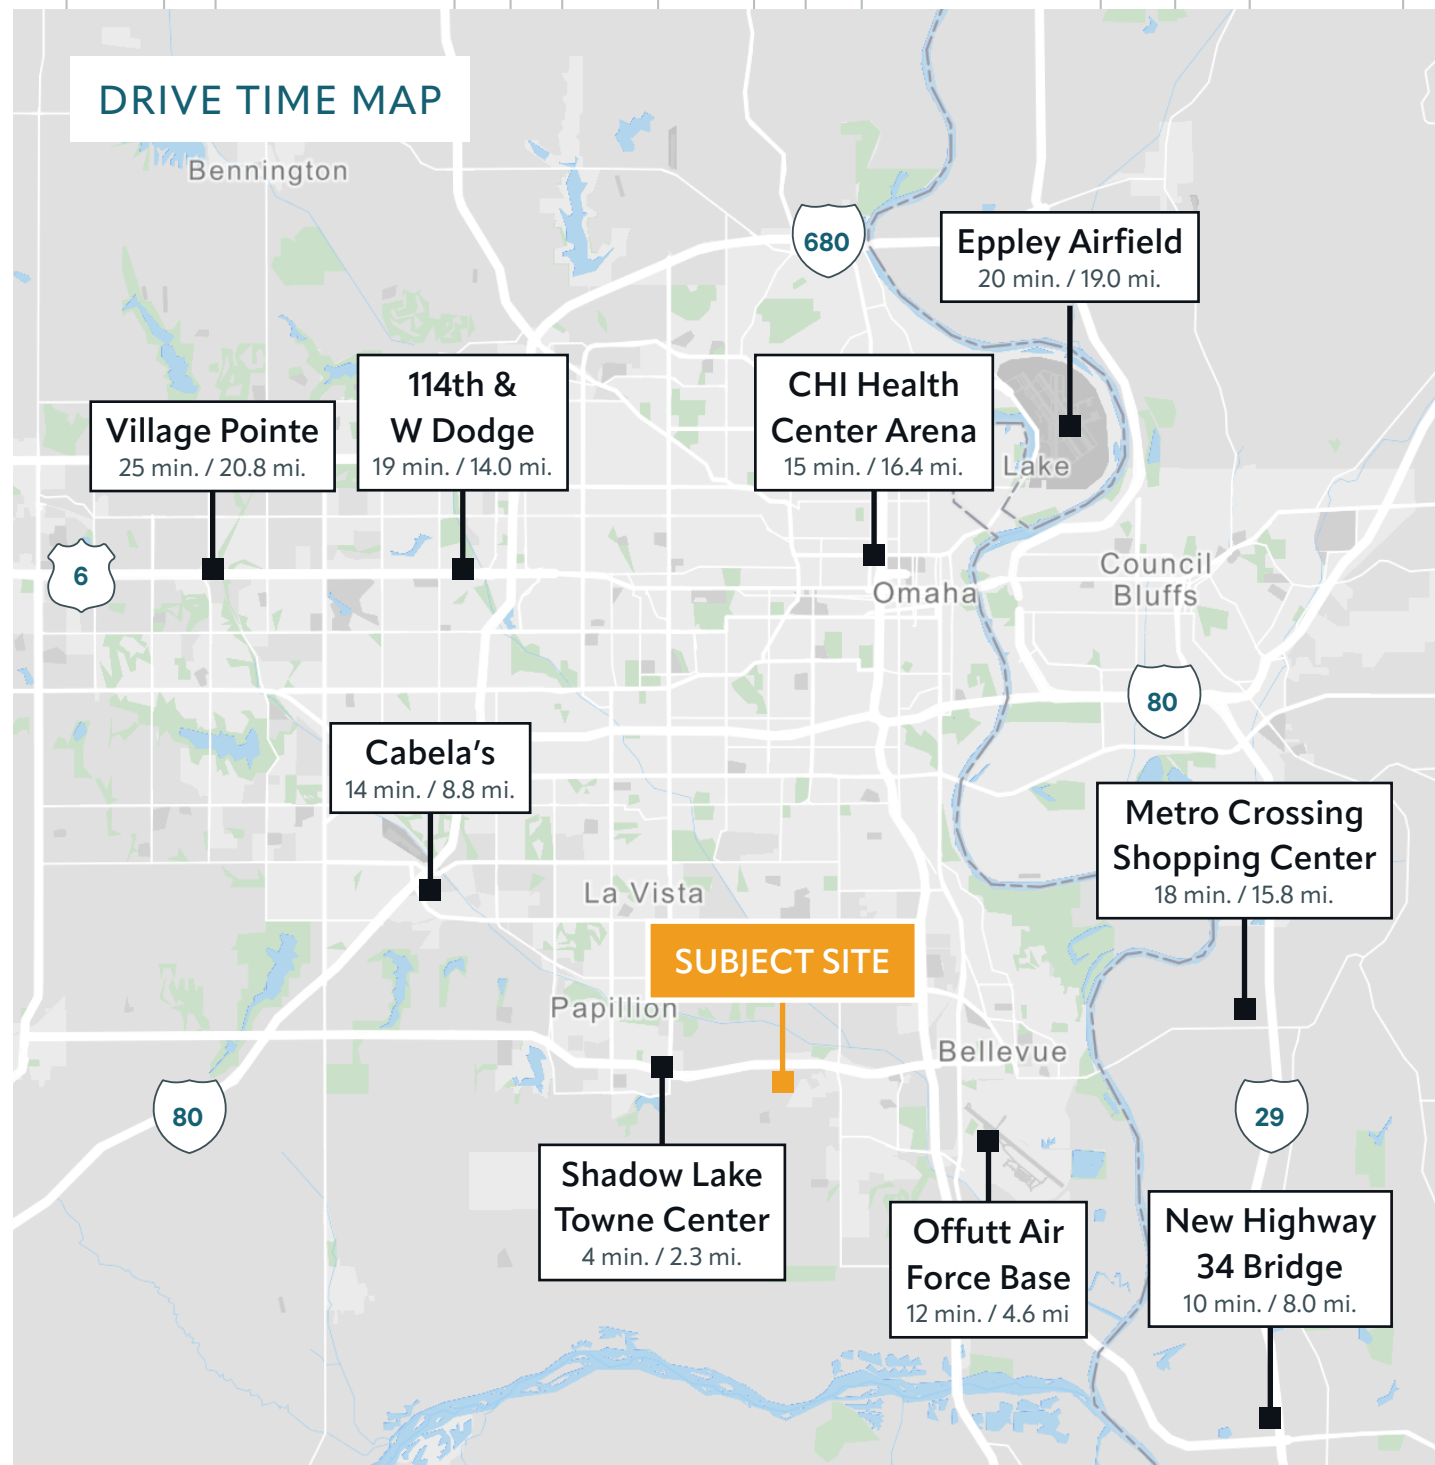 DRIVE TIME MAP
Bennington
680
Eppley Airfield
20 min. / 19.0 mi.
114th &
W Dodge
19 min. / 14.0 mi.
CHI Health
Center Arena
15 min. / 16.4 mi.
Village Pointe
25 min. / 20.8 mi.
Lake
6
Council
Bluffs
Omaha
80
Cabela's
14 min. / 8.8 mi.
Metro Crossing
Shopping Center
18 min. / 15.8 mi.
La Vista
SUBJECT SITE
Papillion
Bellevue
80
29
Shadow Lake
Towne Center
4 min. / 2.3 mi.
Offutt Air
Force Base
12 min. / 4.6 mi
New Highway
34 Bridge
10 min. / 8.0 mi.